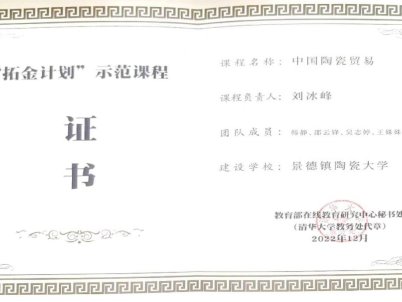 “拓金计划”示范课程
证
书
课程名称：中国陶瓷贸易
课程负责人：刘冰峰
团队成员：杨静、邵云锋、吴志婷、王姝姝
建设学校：景德镇陶瓷大学
教育部在线教育研究中心秘书处
（清华大学教务处代章）
2022年12月